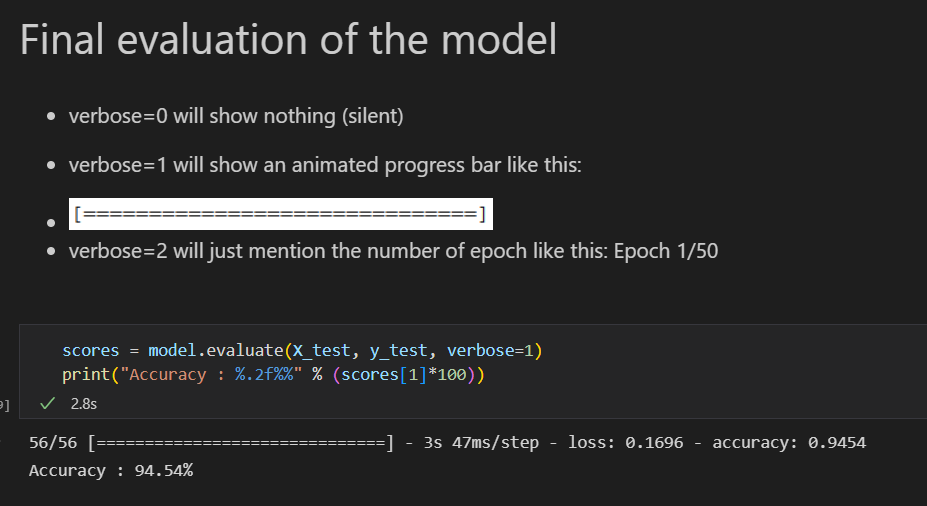 Final evaluation of the model
verbose=0 will show nothing (silent)
verbose=1 will show an animated progress bar like this:
[==============================]
verbose=2 will just mention the number of epoch like this: Epoch 1/50
scores = model.evaluate(X_test, y_test, verbose=1)
print("Accuracy : %.2f%%" % (scores[1]*100))
9]
✓ 2.8s
56/56 [==============================] - 3s 47ms/step - loss: 0.1696 - accuracy: 0.9454
Accuracy : 94.54%